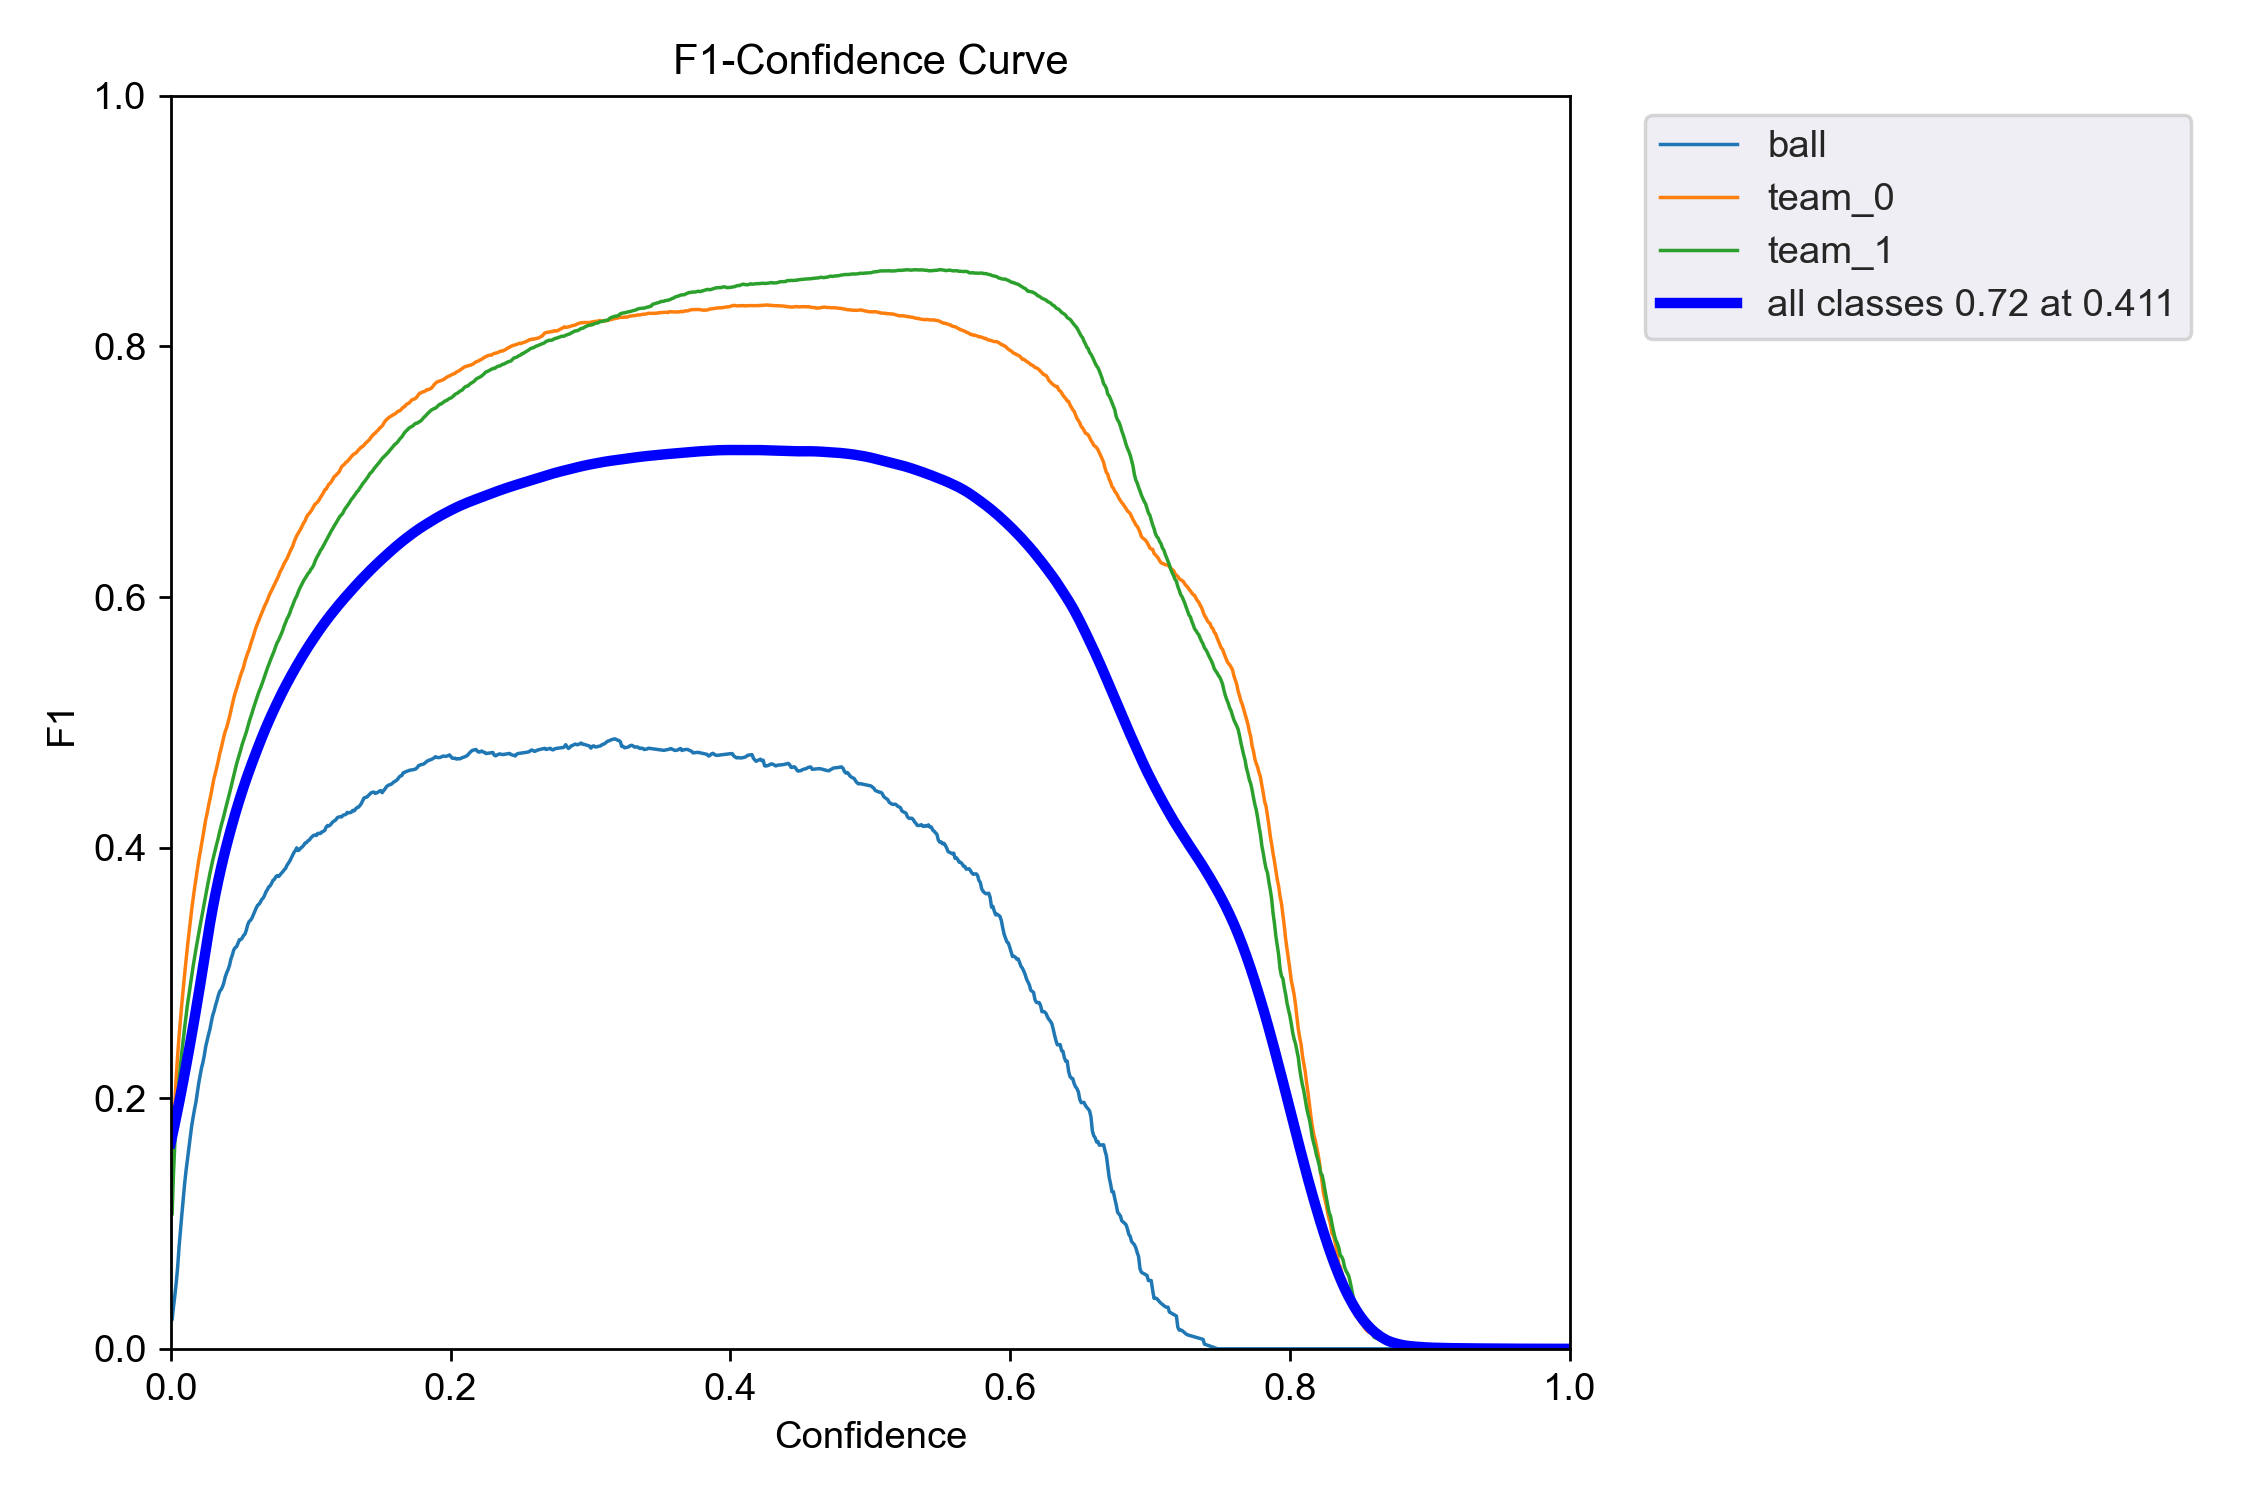 F1-Confidence Curve
1.0
0.8
0.6
0.4
0.2
0.0
F1
0.0 0.2 0.4 0.6 0.8 1.0
Confidence
ball
team_0
team_1
all classes 0.72 at 0.411